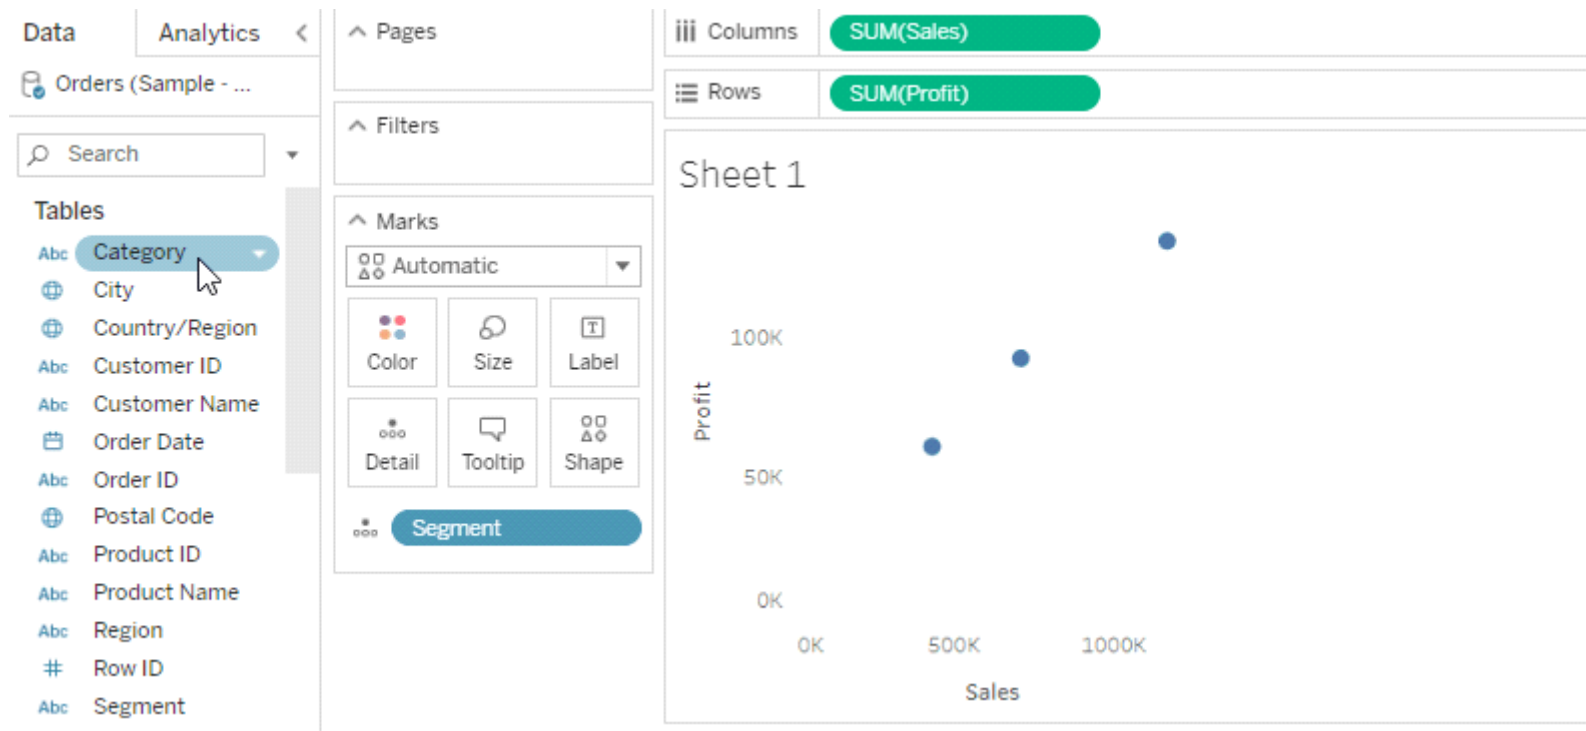 Data
Analytics
Orders (Sample - ...
Search
Tables
Abc Category
City
Country/Region
Abc Customer ID
Abc Customer Name
Order Date
Abc Order ID
Postal Code
Abc Product ID
Abc Product Name
Abc Region
# Row ID
Abc Segment
Pages
Filters
Marks
Automatic
Color
Size
T
Label
Detail
Tooltip
Shape
Segment
Columns
SUM(Sales)
Rows
SUM(Profit)
Sheet 1
100K
50K
0K
Profit
0K
500K
1000K
Sales